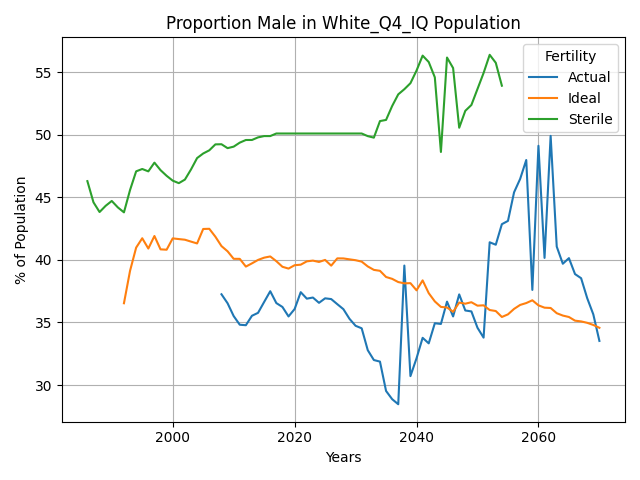 Proportion Male in White_Q4_IQ Population
Fertility
Actual
Ideal
Sterile
% of Population
55
50
45
40
35
30
2000
2020
2040
2060
Years